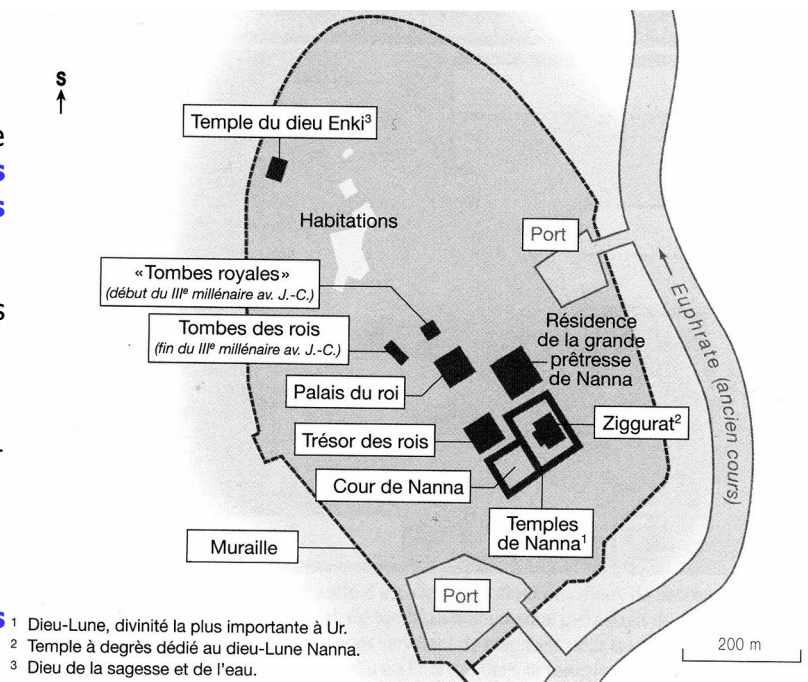 S
Temple du dieu Enki³
Habitations
Port
«Tombes royales»
(début du IIIᵉ millénaire av. J.-C.)
Tombes des rois
(fin du IIIᵉ millénaire av. J.-C.)
Palais du roi
Trésor des rois
Cour de Nanna
Résidence
de la grande
prêtresse
de Nanna
Ziggurat²
Temples
de Nanna¹
Euphrate (ancien cours)
Muraille
Port
200 m
¹ Dieu-Lune, divinité la plus importante à Ur.
² Temple à degrès dédié au dieu-Lune Nanna.
³ Dieu de la sagesse et de l'eau.